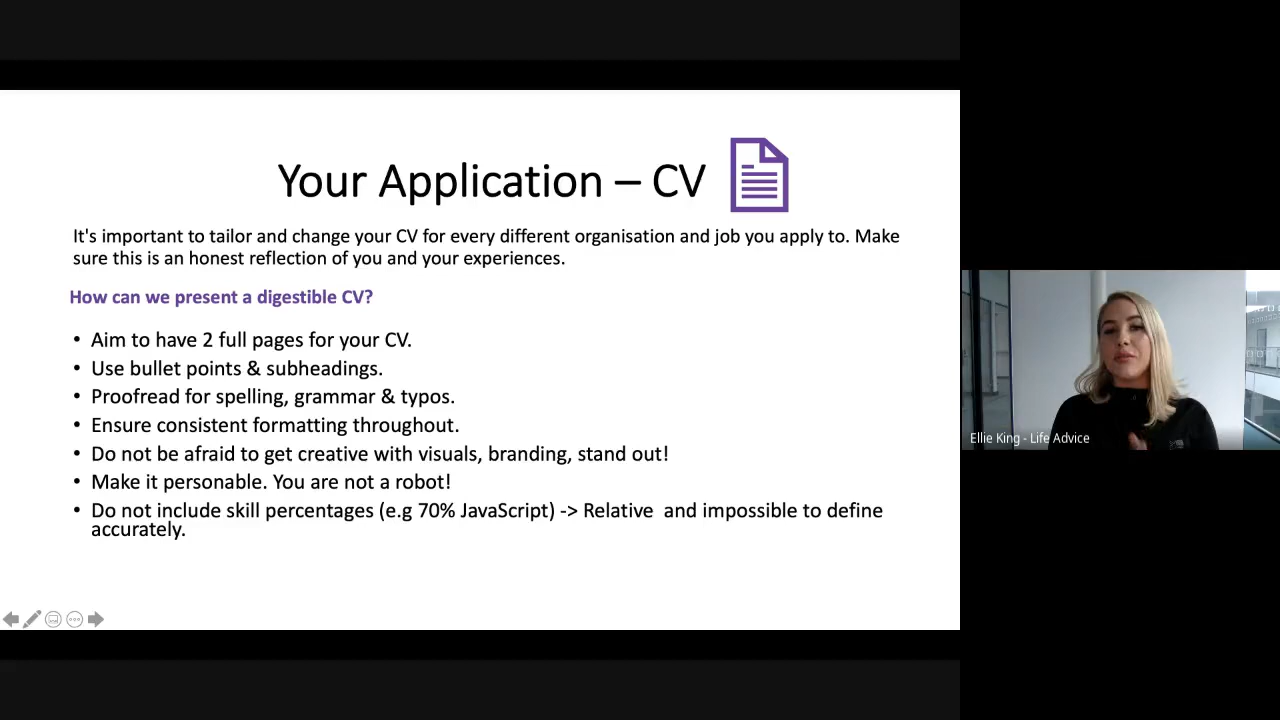 Your Application – CV
It's important to tailor and change your CV for every different organisation and job you apply to. Make
sure this is an honest reflection of you and your experiences.
How can we present a digestible CV?
• Aim to have 2 full pages for your CV.
• Use bullet points & subheadings.
• Proofread for spelling, grammar & typos.
• Ensure consistent formatting throughout.
• Do not be afraid to get creative with visuals, branding, stand out!
• Make it personable. You are not a robot!
• Do not include skill percentages (e.g 70% JavaScript) -> Relative  and impossible to define
accurately.
Ellie King - Life Advice